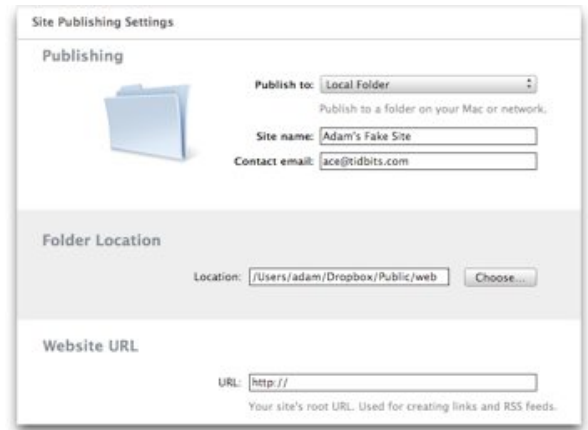 Site Publishing Settings
Publishing
Publish to: Local Folder
Publish to a folder on your Mac or network.
Site name: Adam's Fake Site
Contact email: ace@tidbits.com
Folder Location
Location: /Users/adam/Dropbox/Public/web Choose...
Website URL
URL: http://
Your site's root URL. Used for creating links and RSS feeds.